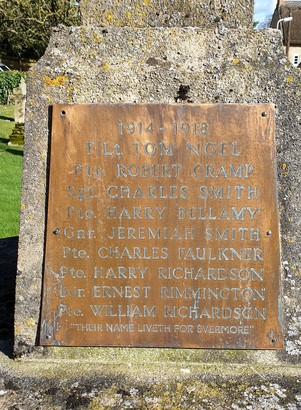 1914 - 1918
F. Lt. TOM NOEL
Pte. ROBERT CRAMP
Sgt. CHARLES SMITH
Pte. HARRY BELLAMY
Gnr. JEREMIAH SMITH
Pte. CHARLES FAULKNER
Pte. HARRY RICHARDSON
ERNEST RIMMINGTON
Pte. WILLIAM RICHARDSON
"THEIR NAME LIVETH FOR EVERMORE"